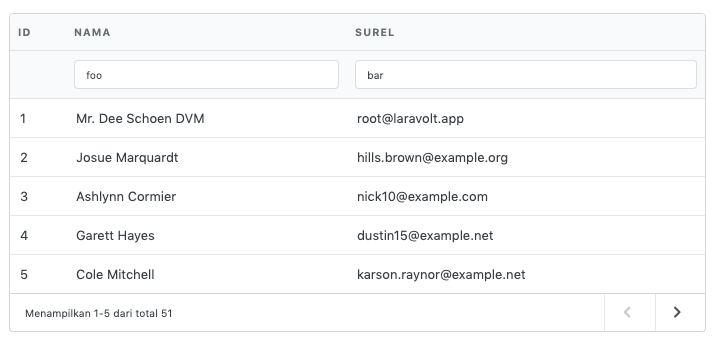 ID NAMA SUREL
foo bar
1 Mr. Dee Schoen DVM root@laravolt.app
2 Josue Marquardt hills.brown@example.org
3 Ashlynn Cormier nick10@example.com
4 Garett Hayes dustin15@example.net
5 Cole Mitchell karson.raynor@example.net
Menampilkan 1-5 dari total 51